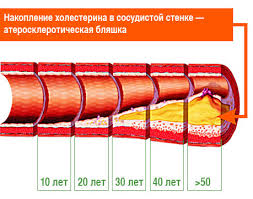 Накопление холестерина в сосудистой стенке —
атеросклеротическая бляшка
10 лет 20 лет 30 лет 40 лет >50